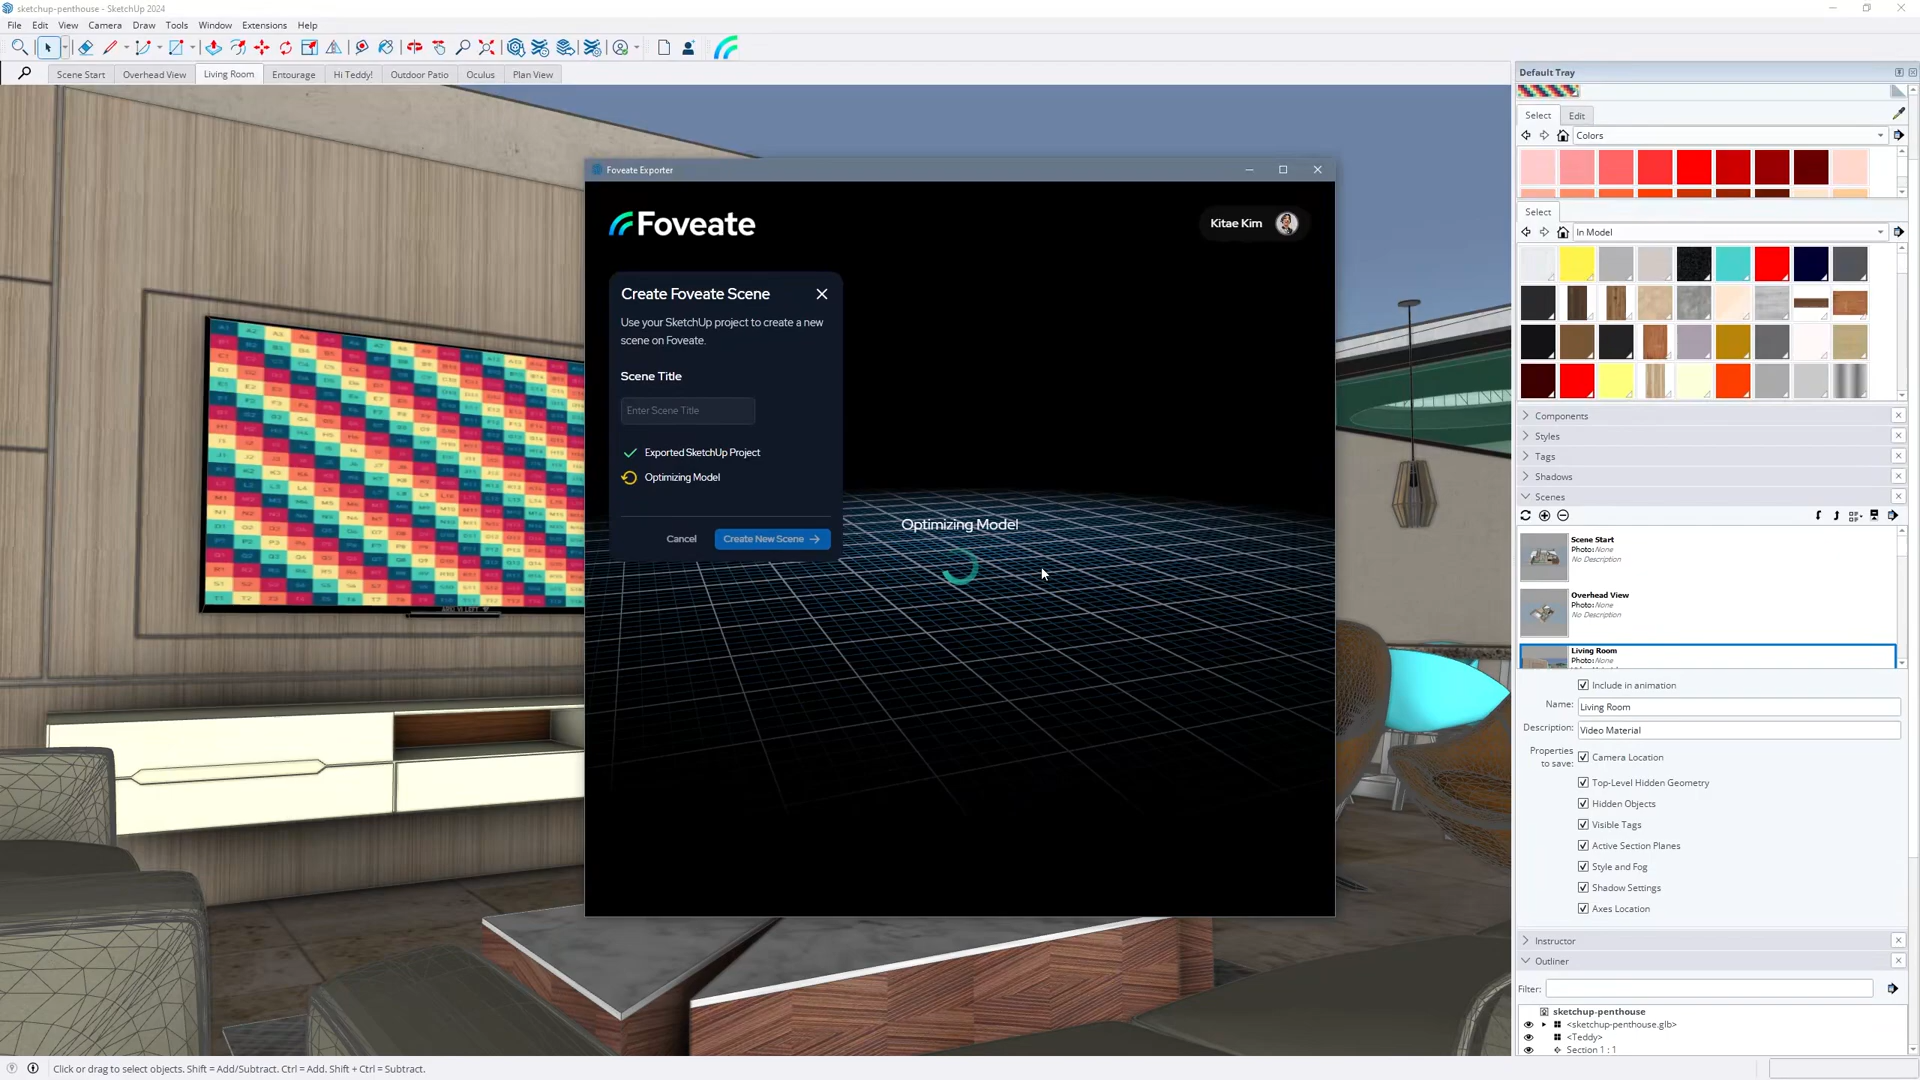 sketchup-penthouse - SketchUp 2024
File Edit View Camera Draw Tools Window Extensions Help
Scene Start Overhead View Living Room Entourage Hi Teddy! Outdoor Patio Oculus Plan View
Default Tray
Select Edit
Colors
Select
In Model
Components
Styles
Tags
Shadows
Scenes
Scene Start
Photo: None
No Description
Overhead View
Photo: None
No Description
Living Room
Photo: None
Include in animation
Name: Living Room
Description: Video Material
Properties to save:
Camera Location
Top-Level Hidden Geometry
Hidden Objects
Visible Tags
Active Section Planes
Style and Fog
Shadow Settings
Axes Location
Instructor
Outliner
Filter:
sketchup-penthouse
<sketchup-penthouse.glb>
<Teddy>
Section 1 : 1
Foveate Exporter
Foveate
Kitae Kim
Create Foveate Scene
Use your SketchUp project to create a new
scene on Foveate.
Scene Title
Enter Scene Title
Exported SketchUp Project
Optimizing Model
Cancel Create New Scene
Optimizing Model
Click or drag to select objects. Shift = Add/Subtract. Ctrl = Add. Shift + Ctrl = Subtract.